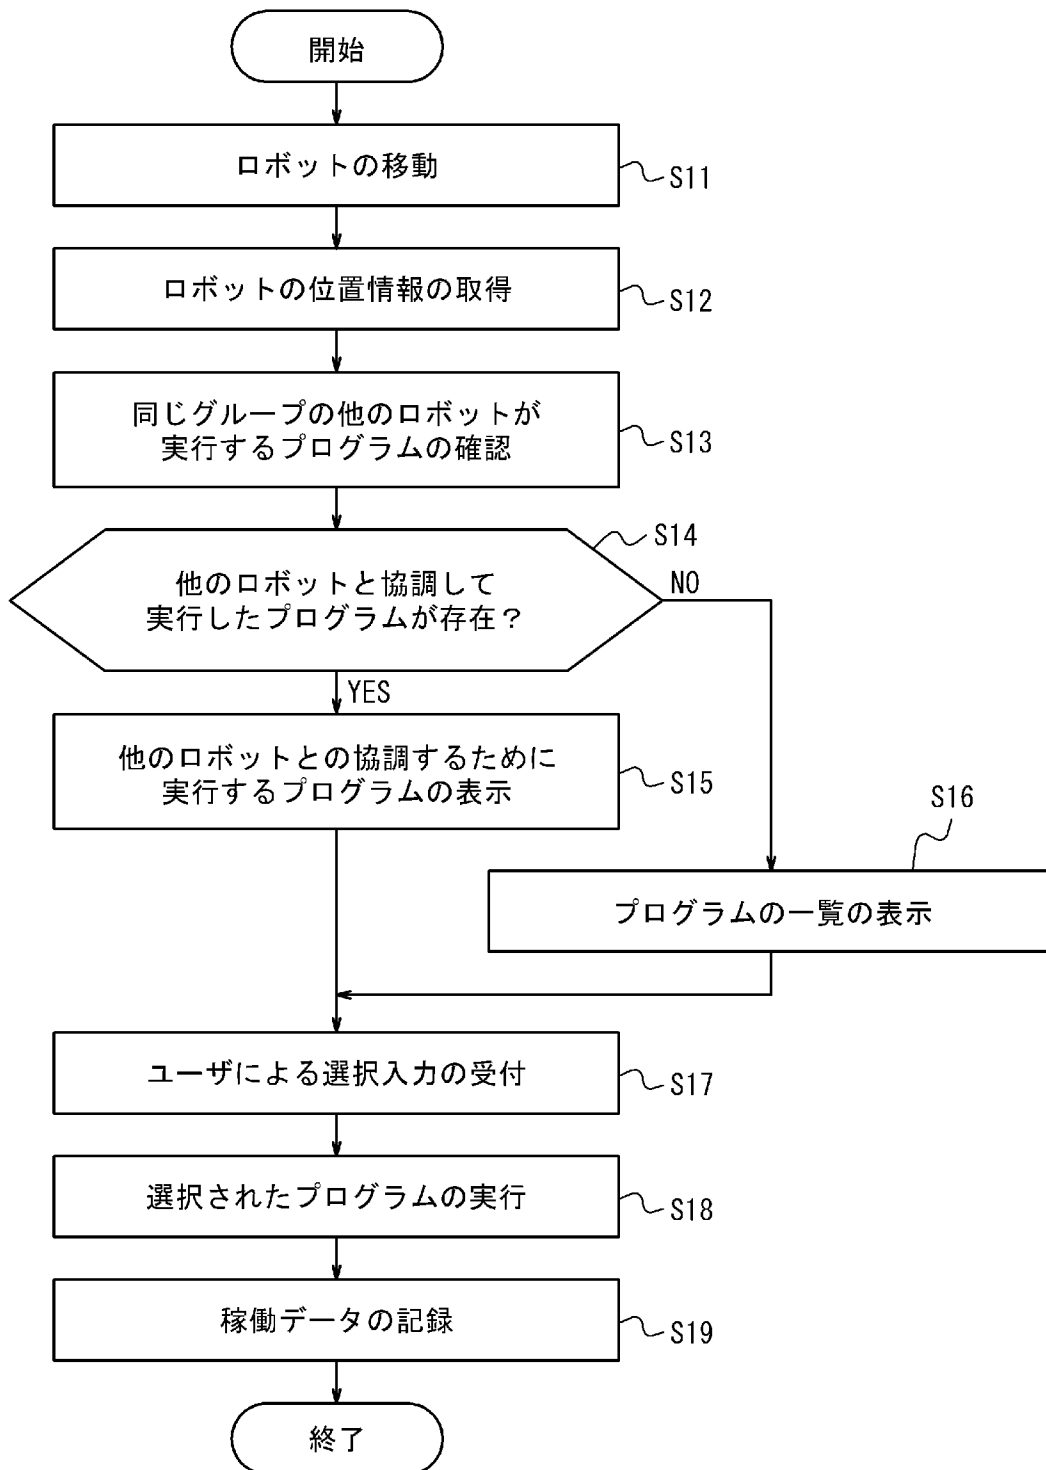 開始
ロボットの移動
S11
ロボットの位置情報の取得
S12
同じグループの他のロボットが
実行するプログラムの確認
S13
S14
他のロボットと協調して
実行したプログラムが存在？
NO
YES
他のロボットとの協調するために
実行するプログラムの表示
S15
S16
プログラムの一覧の表示
ユーザによる選択入力の受付
S17
選択されたプログラムの実行
S18
稼働データの記録
S19
終了